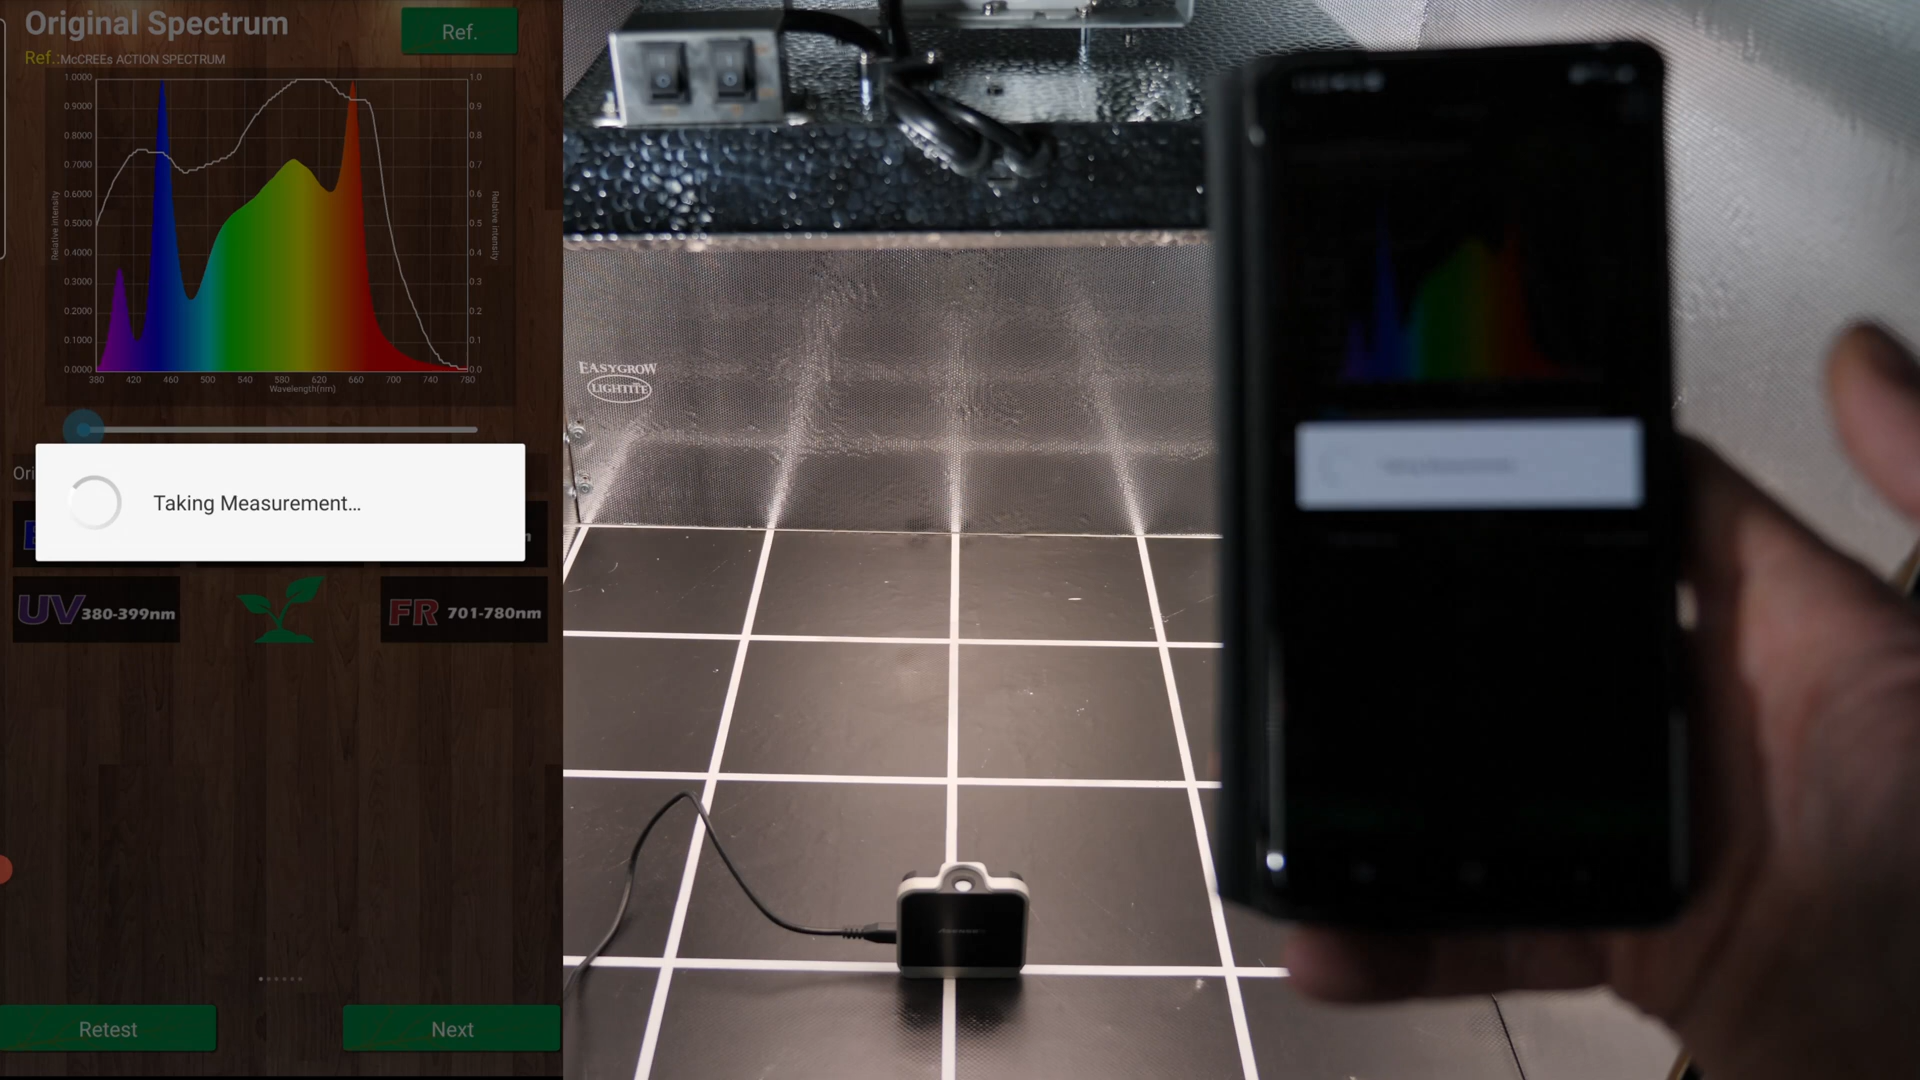 Original Spectrum
Ref.
Ref.:McCREEs ACTION SPECTRUM
1.0000
0.9000
0.8000
0.7000
0.6000
0.5000
0.4000
0.3000
0.2000
0.1000
0.0000
1.0
0.9
0.8
0.7
0.6
0.5
0.4
0.3
0.2
0.1
0.0
Relative intensity
Relative intensity
380 420 460 500 540 580 620 660 700 740 780
Wavelength(nm)
Ori
Taking Measurement...
UV 380-399nm
FR 701-780nm
Retest
Next
EASYGROW
LIGHTITE